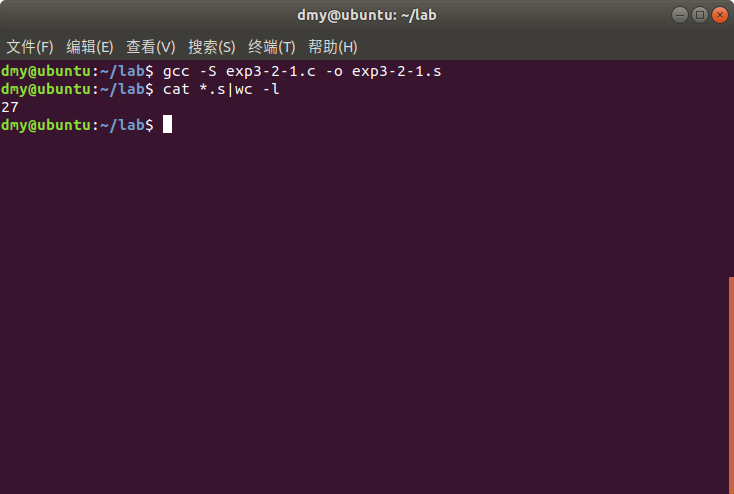 dmy@ubuntu: ~/lab
文件(F) 编辑(E) 查看(V) 搜索(S) 终端(T) 帮助(H)
dmy@ubuntu:~/lab$ gcc -S exp3-2-1.c -o exp3-2-1.s
dmy@ubuntu:~/lab$ cat *.s|wc -l
27
dmy@ubuntu:~/lab$